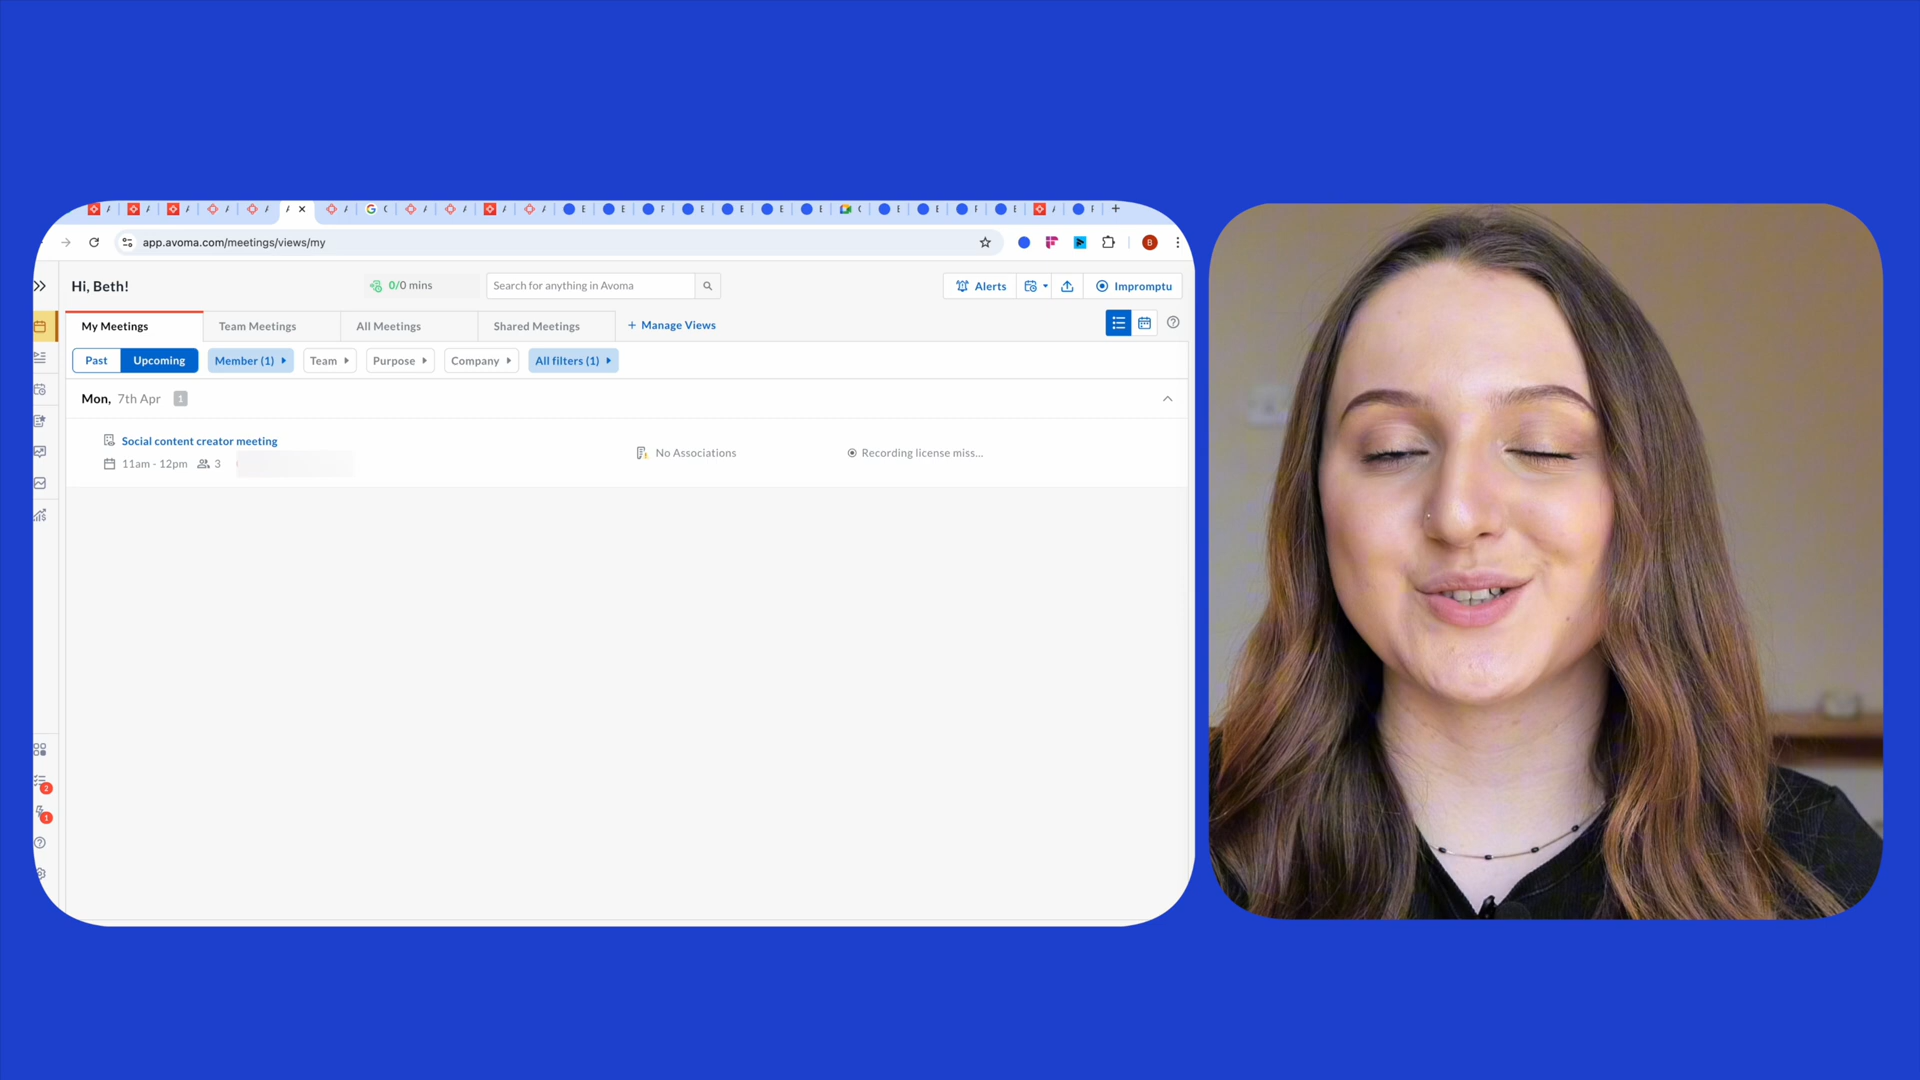 app.avoma.com/meetings/views/my
B
Hi, Beth!
0/0 mins
Search for anything in Avoma
Alerts
Impromptu
My Meetings
Team Meetings
All Meetings
Shared Meetings
+ Manage Views
Past
Upcoming
Member (1)
Team
Purpose
Company
All filters (1)
Mon, 7th Apr
1
Social content creator meeting
11am - 12pm
3
No Associations
Recording license miss...
2
1